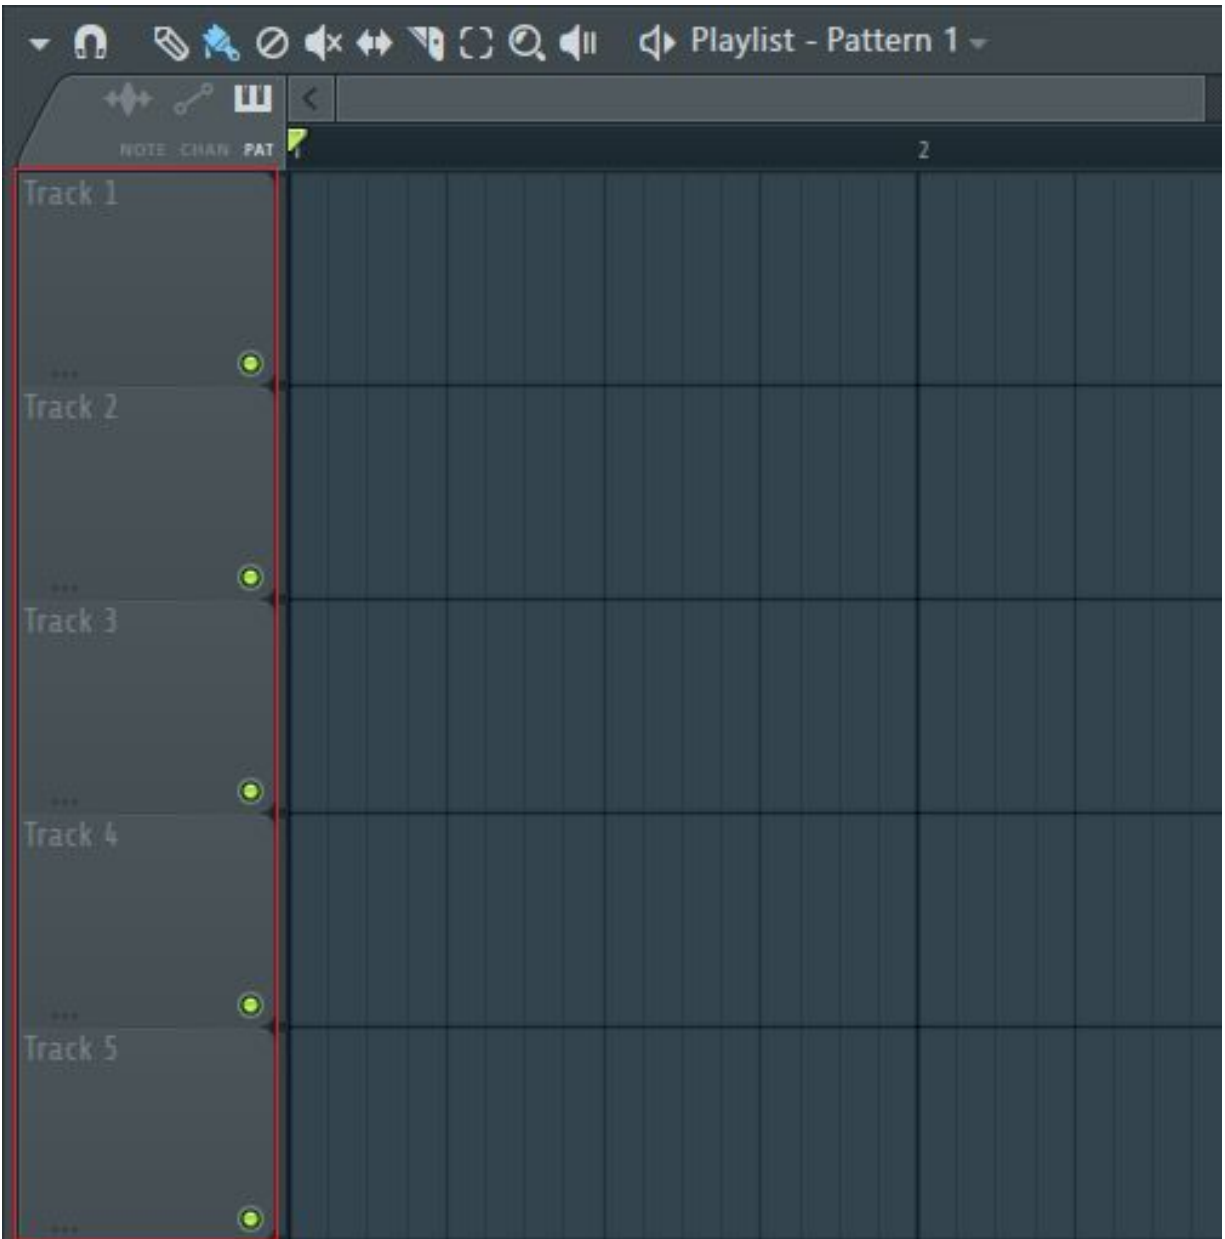 Playlist - Pattern 1
NOTE CHAN PAT
1 2
Track 1
Track 2
Track 3
Track 4
Track 5